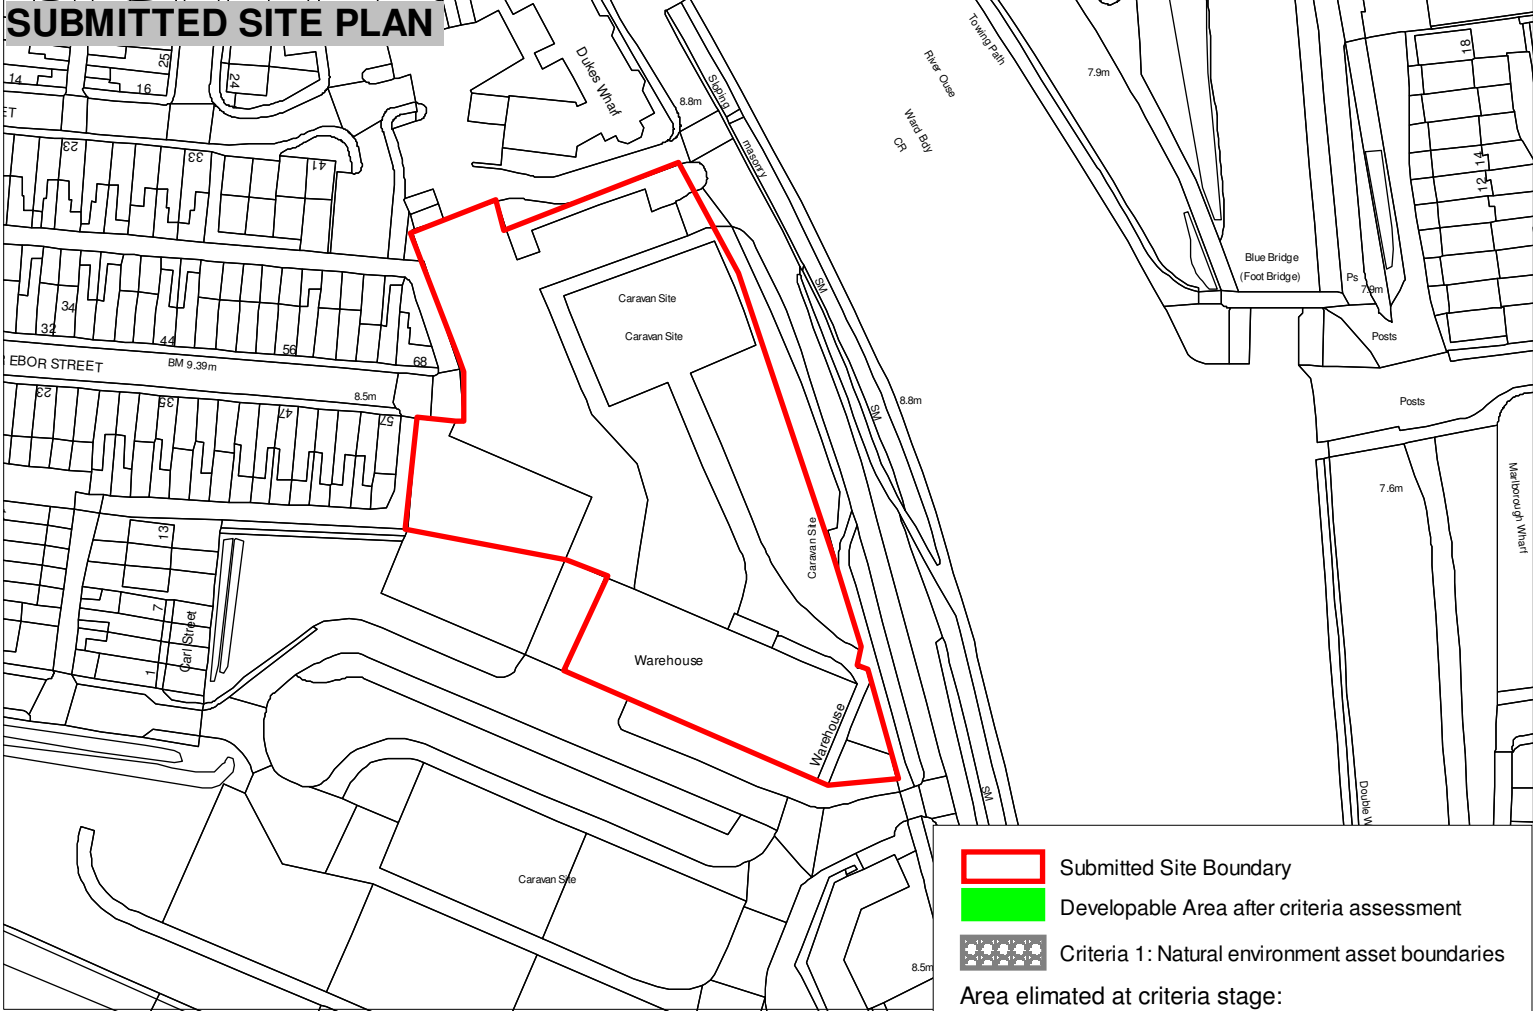 SUBMITTED SITE PLAN
14
16
25
24
ET
23
33
41
Dukes Wharf
8.8m
Sloping
masonry
River Ouse
Ward Bdy
CR
Towing Path
7.9m
18
14
12
Blue Bridge
(Foot Bridge)
Ps
7.9m
Posts
Posts
34
32
44
56
68
EBOR STREET
BM 9.39m
8.5m
23
35
47
57
Caravan Site
Caravan Site
SM
SM
8.8m
7.6m
Marlborough Wharf
13
7
1
Carl Street
Caravan Site
Warehouse
Warehouse
SM
Double W
Caravan Site
8.5m
Submitted Site Boundary
Developable Area after criteria assessment
Criteria 1: Natural environment asset boundaries
Area elimated at criteria stage: